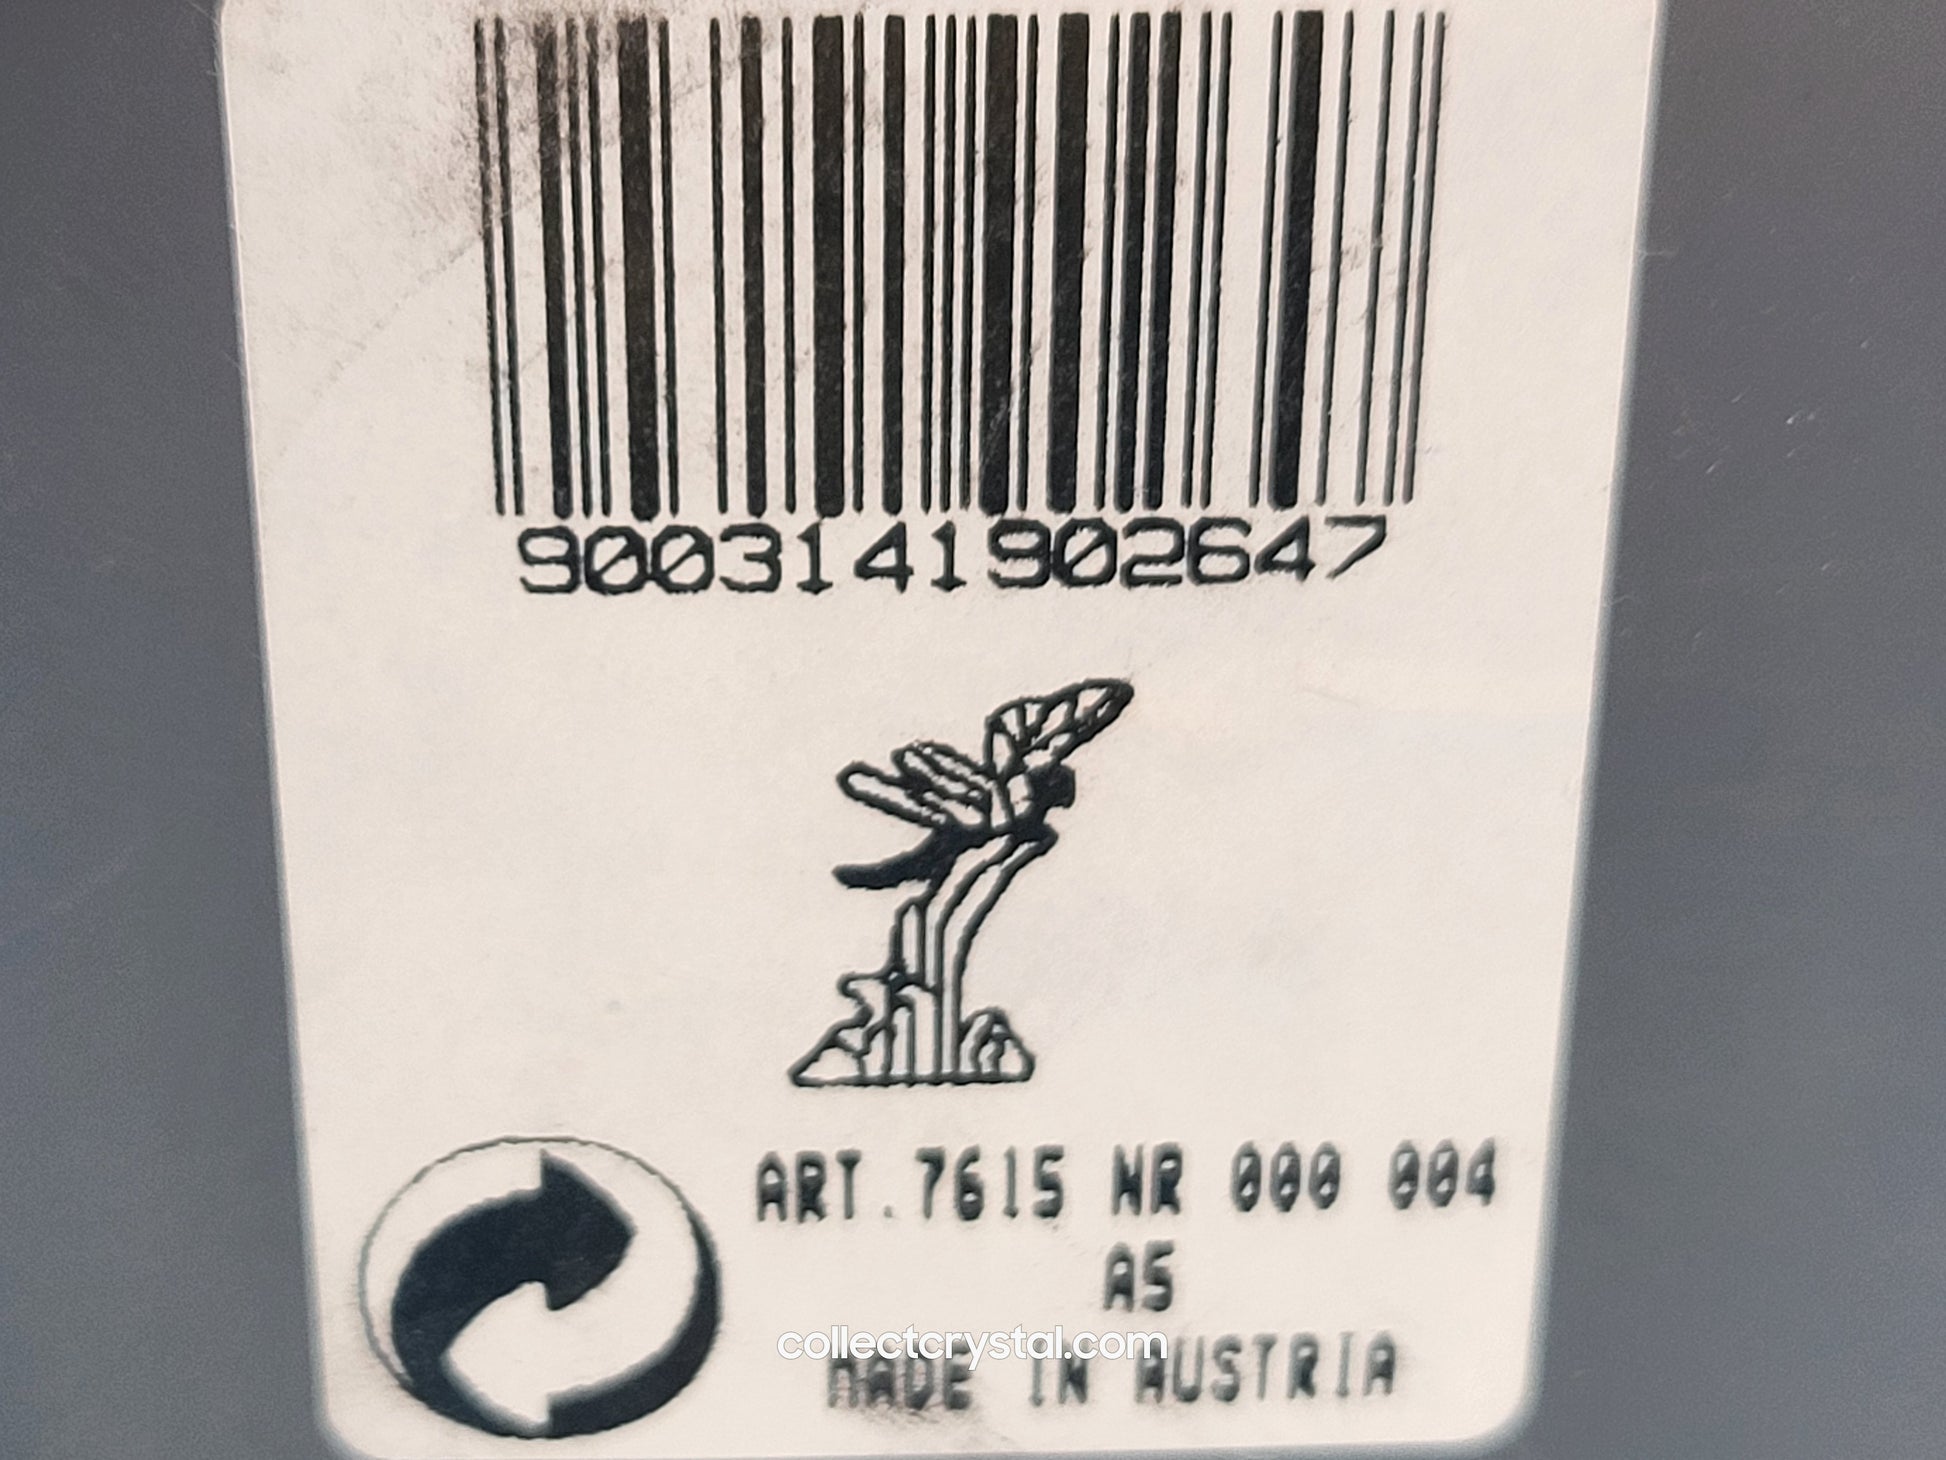 9003141902647
ART.7615 NR 000 004
A5
collectcrystal.com
MADE IN AUSTRIA